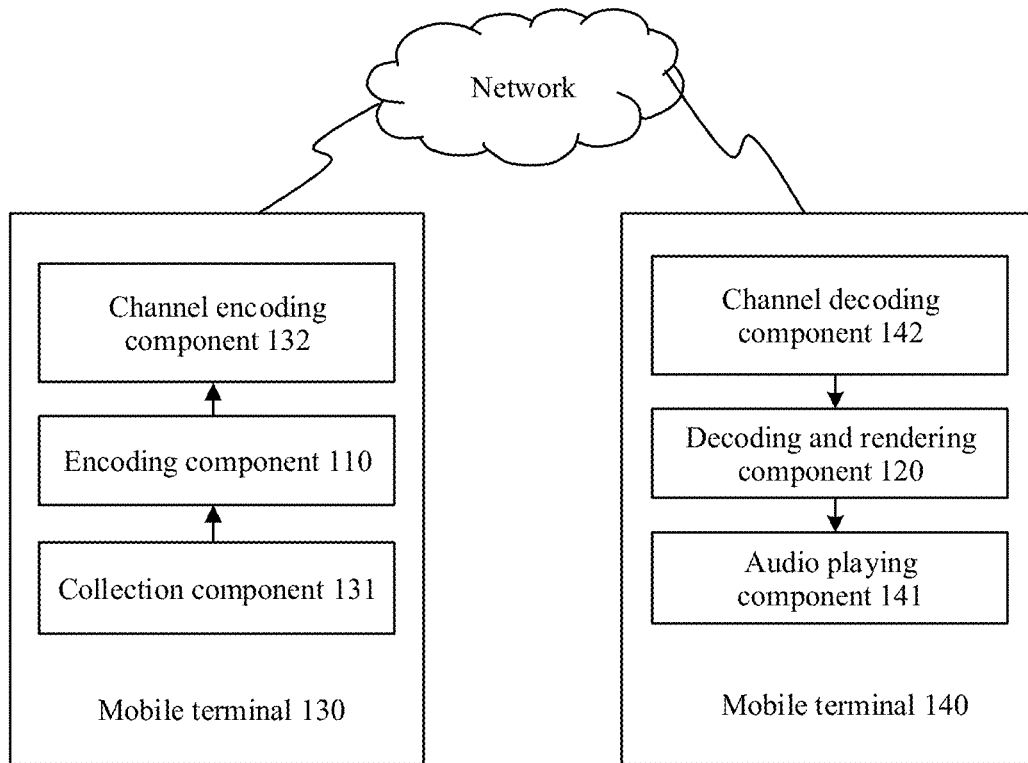 Network
Channel encoding
component 132
Encoding component 110
Collection component 131
Mobile terminal 130
Channel decoding
component 142
Decoding and rendering
component 120
Audio playing
component 141
Mobile terminal 140